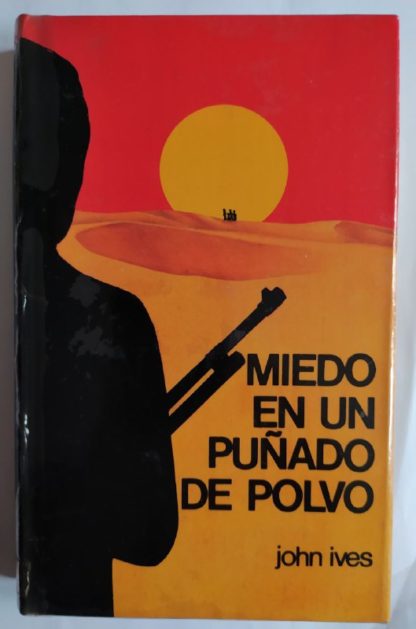 MIEDO
EN UN
PUÑADO
DE POLVO
john ives